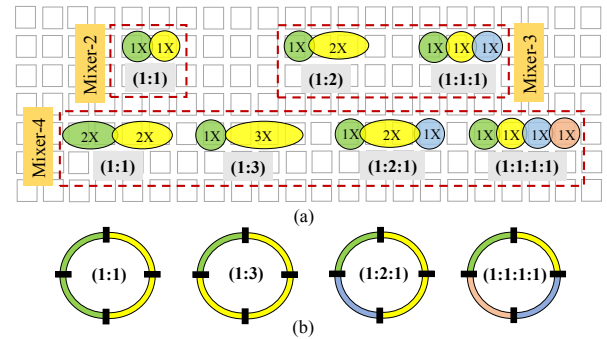 Mixer-2
1X 1X
(1:1)
1X 2X
(1:2)
1X 1X 1X
(1:1:1)
Mixer-3
Mixer-4
2X 2X
(1:1)
1X 3X
(1:3)
1X 2X 1X
(1:2:1)
1X 1X 1X 1X
(1:1:1:1)
(a)
(1:1)
(1:3)
(1:2:1)
(1:1:1:1)
(b)